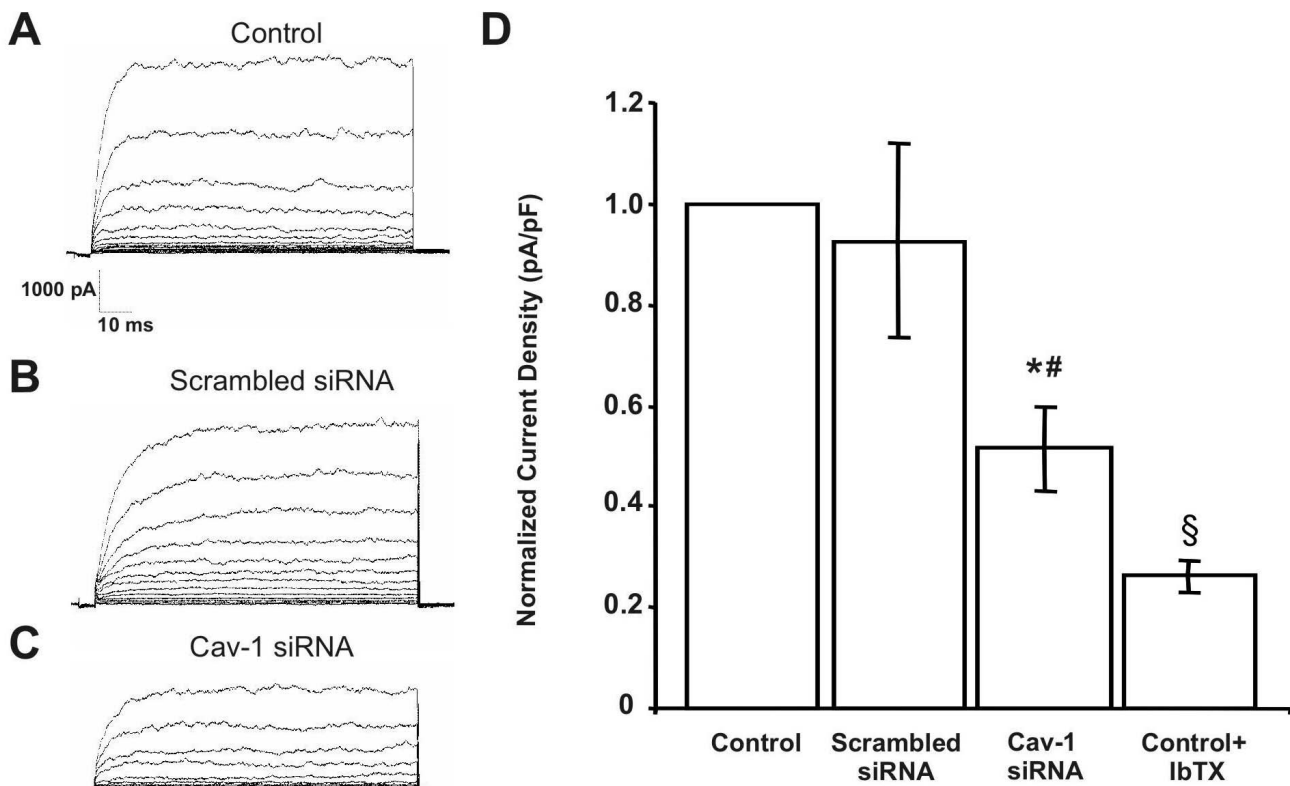 A
Control
1000 pA
10 ms
B
Scrambled siRNA
C
Cav-1 siRNA
D
Normalized Current Density (pA/pF)
1.2
1.0
0.8
0.6
0.4
0.2
0
*#
§
Control
Scrambled
siRNA
Cav-1
siRNA
Control+
IbTX